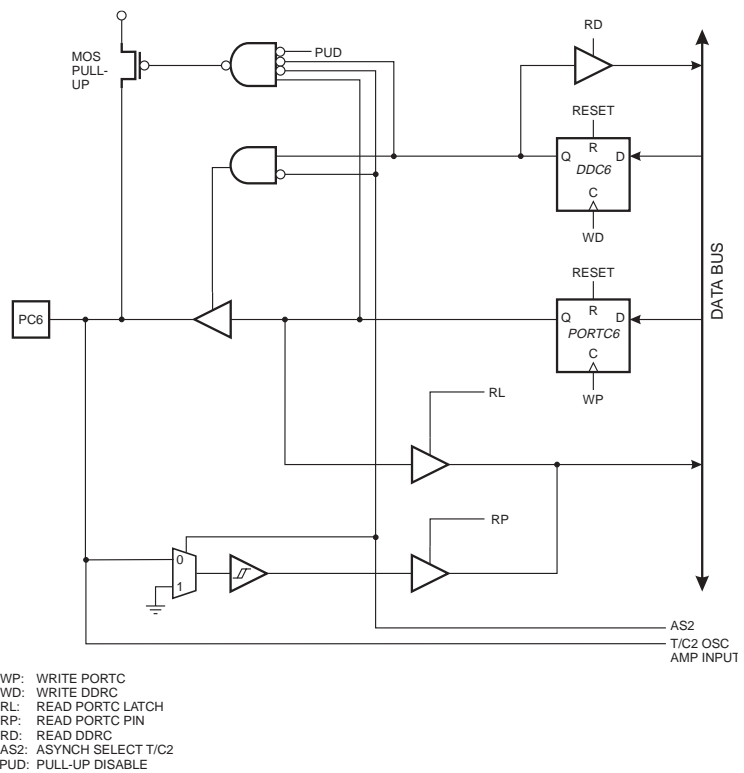 RD
MOS
PULL-
UP
PUD
RESET
R
Q
D
DDC6
C
WD
RESET
R
Q
D
PORTC6
C
WP
DATA BUS
PC6
RL
RP
0
1
AS2
T/C2 OSC
AMP INPUT
WP: WRITE PORTC
WD: WRITE DDRC
RL: READ PORTC LATCH
RP: READ PORTC PIN
RD: READ DDRC
AS2: ASYNCH SELECT T/C2
PUD: PULL-UP DISABLE